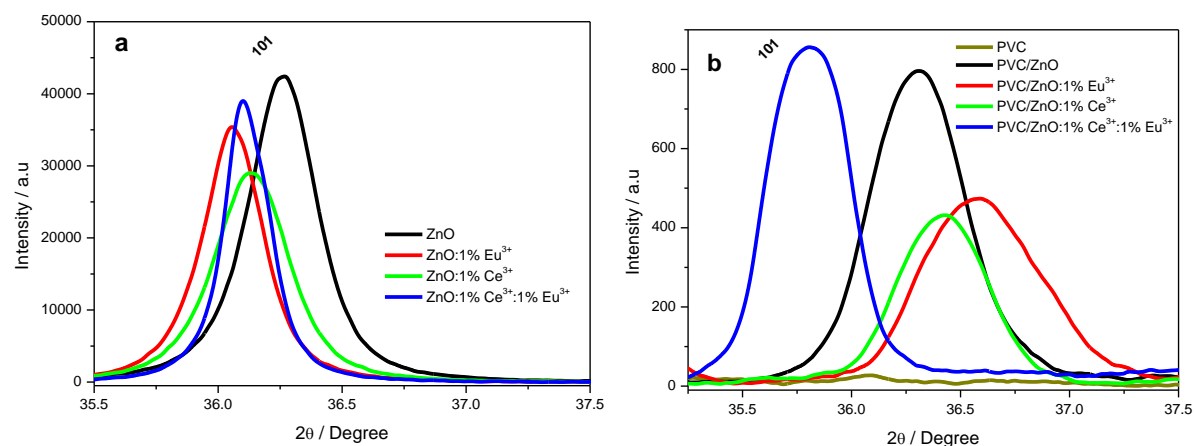 a
101
50000
40000
30000
20000
10000
0
Intensity / a.u
ZnO
ZnO:1% Eu³⁺
ZnO:1% Ce³⁺
ZnO:1% Ce³⁺:1% Eu³⁺
35.5 36.0 36.5 37.0 37.5
2θ / Degree
b
101
PVC
PVC/ZnO
PVC/ZnO:1% Eu³⁺
PVC/ZnO:1% Ce³⁺
PVC/ZnO:1% Ce³⁺:1% Eu³⁺
800
600
400
200
0
Intensity / a.u
35.5 36.0 36.5 37.0 37.5
2θ / Degree